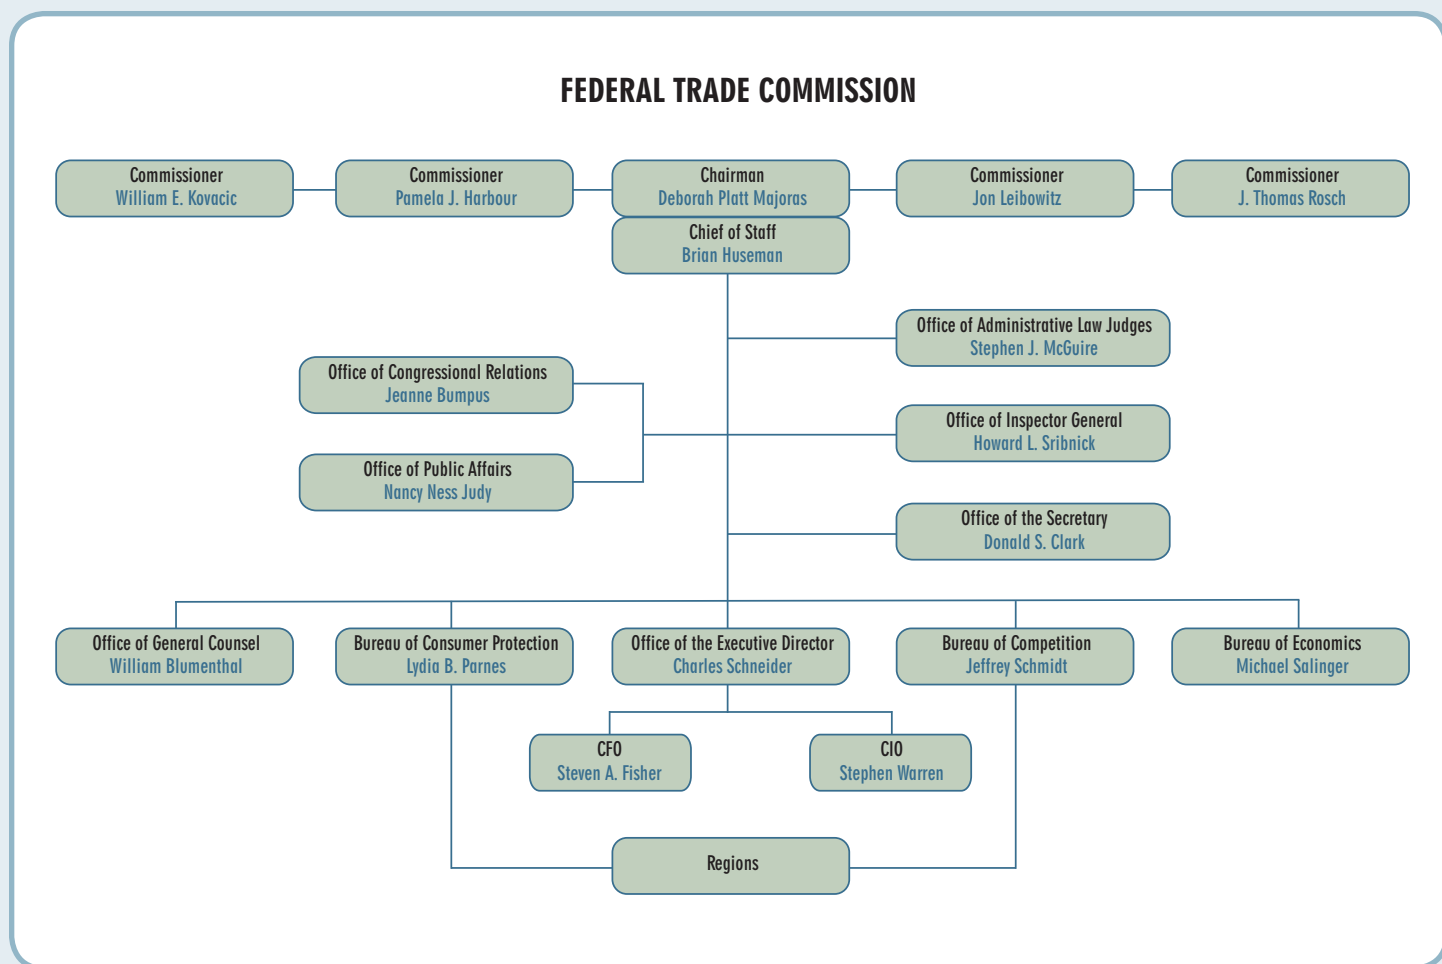 FEDERAL TRADE COMMISSION
Commissioner
William E. Kovacic
Commissioner
Pamela J. Harbour
Chairman
Deborah Platt Majoras
Commissioner
Jon Leibowitz
Commissioner
J. Thomas Rosch
Chief of Staff
Brian Huseman
Office of Administrative Law Judges
Stephen J. McGuire
Office of Congressional Relations
Jeanne Bumpus
Office of Inspector General
Howard L. Sribnick
Office of Public Affairs
Nancy Ness Judy
Office of the Secretary
Donald S. Clark
Office of General Counsel
William Blumenthal
Bureau of Consumer Protection
Lydia B. Parnes
Office of the Executive Director
Charles Schneider
Bureau of Competition
Jeffrey Schmidt
Bureau of Economics
Michael Salinger
CFO
Steven A. Fisher
CIO
Stephen Warren
Regions